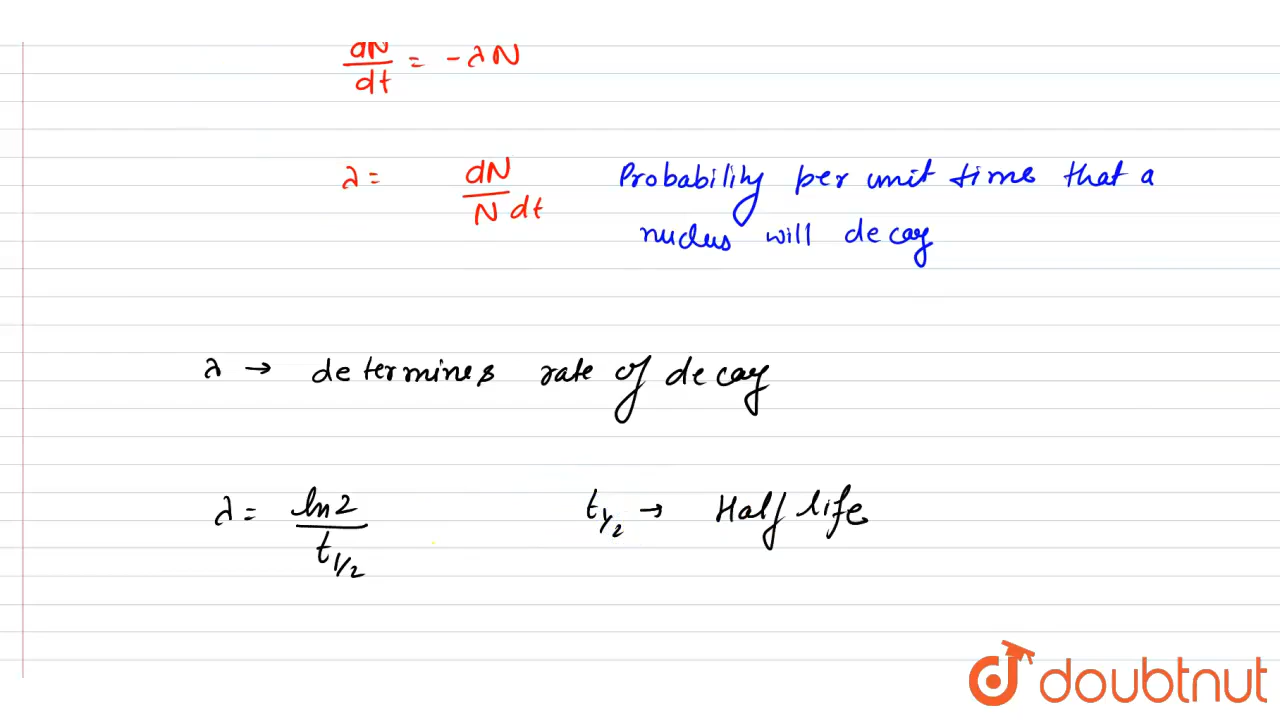 dN/dt = - λN
λ = dN/N dt Probability per unit time that a
nucleus will decay
λ → determines rate of decay
λ = ln2/t1/2 t1/2 → Half life
doubtnut